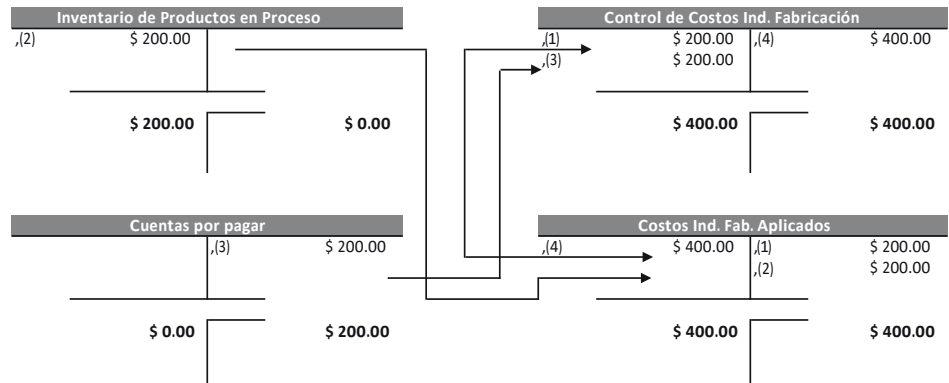 Inventario de Productos en Proceso
,(2) $ 200.00
$ 200.00 $ 0.00
Control de Costos Ind. Fabricación
,(1) $ 200.00 ,(4) $ 400.00
,(3) $ 200.00
$ 400.00 $ 400.00
Cuentas por pagar
,(3) $ 200.00
$ 0.00 $ 200.00
Costos Ind. Fab. Aplicados
,(4) $ 400.00 ,(1) $ 200.00
,(2) $ 200.00
$ 400.00 $ 400.00